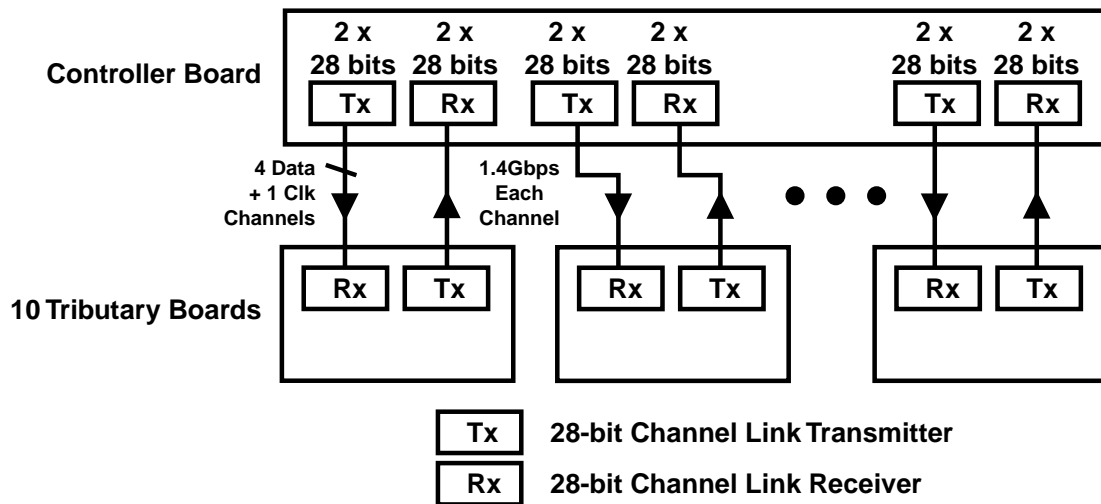 2 x 2 x 2 x 2 x 2 x 2 x
28 bits 28 bits 28 bits 28 bits 28 bits 28 bits
Controller Board
Tx Rx Tx Rx Tx Rx
4 Data
+ 1 Clk
Channels
1.4Gbps
Each
Channel
Rx Tx Rx Tx Rx Tx
10 Tributary Boards
Tx 28-bit Channel Link Transmitter
Rx 28-bit Channel Link Receiver